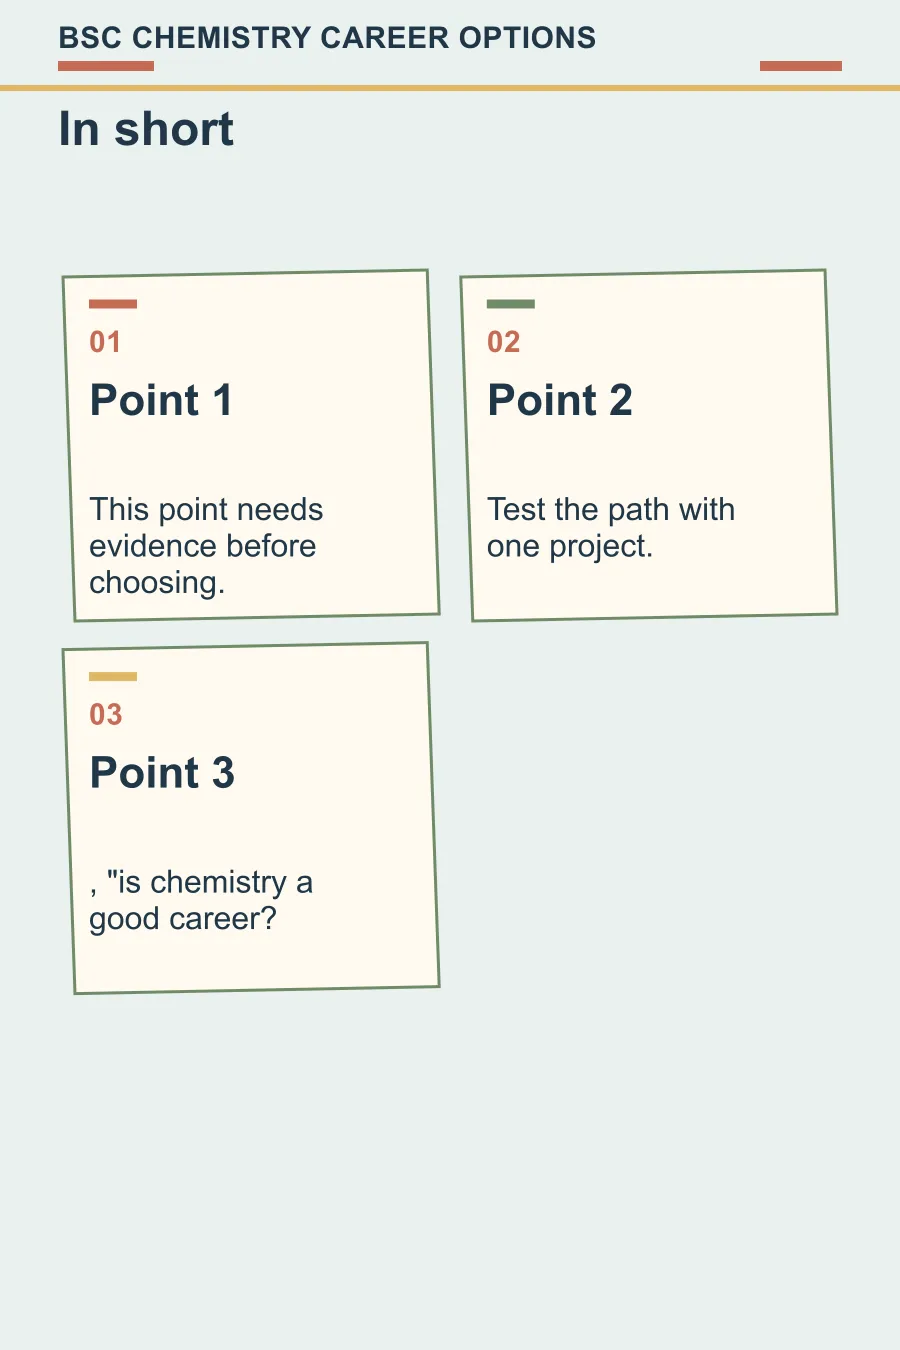 BSC CHEMISTRY CAREER OPTIONS
In short
01
Point 1
This point needs
evidence before
choosing.
02
Point 2
Test the path with
one project.
03
Point 3
, "is chemistry a
good career?